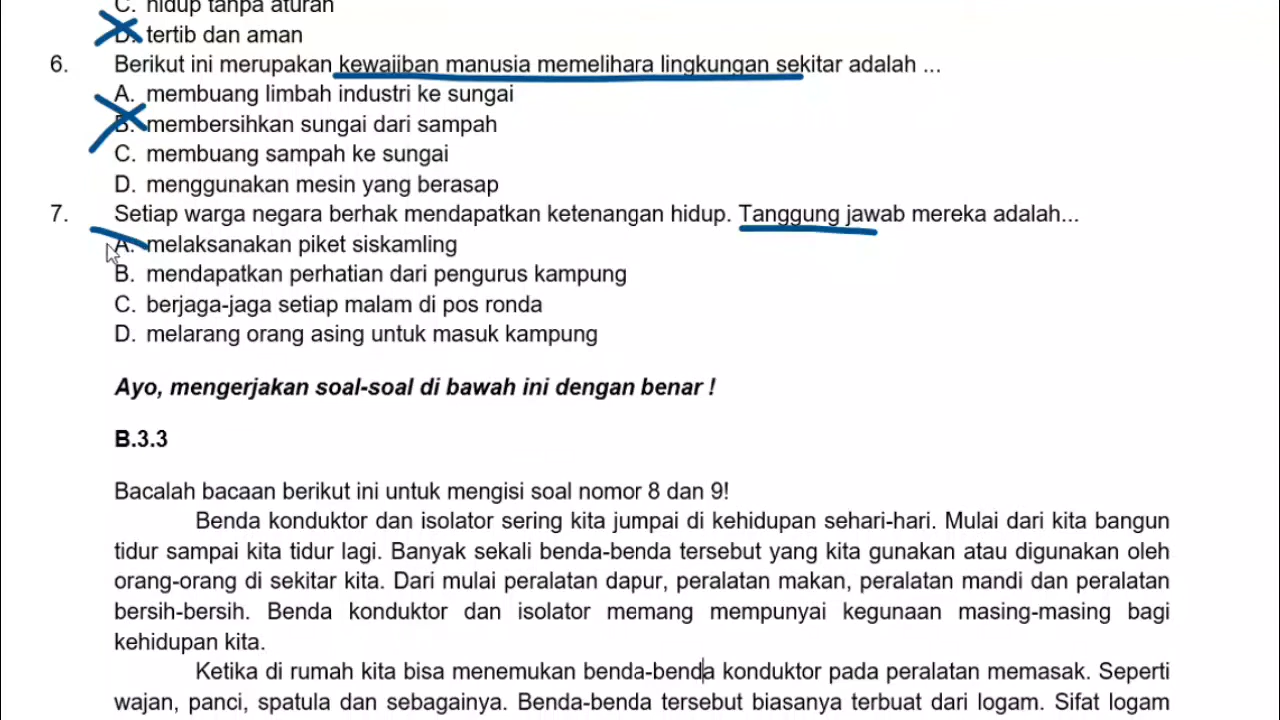 C. hidup tanpa aturan
D. tertib dan aman
6. Berikut ini merupakan kewajiban manusia memelihara lingkungan sekitar adalah ...
A. membuang limbah industri ke sungai
B. membersihkan sungai dari sampah
C. membuang sampah ke sungai
D. menggunakan mesin yang berasap
7. Setiap warga negara berhak mendapatkan ketenangan hidup. Tanggung jawab mereka adalah...
A. melaksanakan piket siskamling
B. mendapatkan perhatian dari pengurus kampung
C. berjaga-jaga setiap malam di pos ronda
D. melarang orang asing untuk masuk kampung
Ayo, mengerjakan soal-soal di bawah ini dengan benar !
B.3.3
Bacalah bacaan berikut ini untuk mengisi soal nomor 8 dan 9!
Benda konduktor dan isolator sering kita jumpai di kehidupan sehari-hari. Mulai dari kita bangun
tidur sampai kita tidur lagi. Banyak sekali benda-benda tersebut yang kita gunakan atau digunakan oleh
orang-orang di sekitar kita. Dari mulai peralatan dapur, peralatan makan, peralatan mandi dan peralatan
bersih-bersih. Benda konduktor dan isolator memang mempunyai kegunaan masing-masing bagi
kehidupan kita.
Ketika di rumah kita bisa menemukan benda-benda konduktor pada peralatan memasak. Seperti
wajan, panci, spatula dan sebagainya. Benda-benda tersebut biasanya terbuat dari logam. Sifat logam